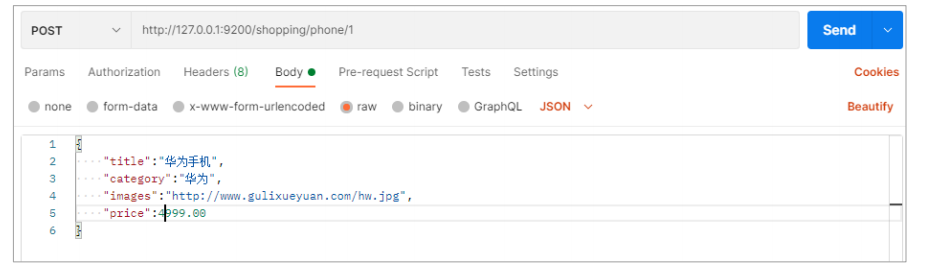 POST http://127.0.0.1:9200/shopping/phone/1 Send
Params Authorization Headers (8) Body Pre-request Script Tests Settings Cookies
none form-data x-www-form-urlencoded raw binary GraphQL JSON Beautify
1 {
2 "title":"华为手机",
3 "category":"华为",
4 "images":"http://www.gulixueyuan.com/hw.jpg",
5 "price":4999.00
6 }